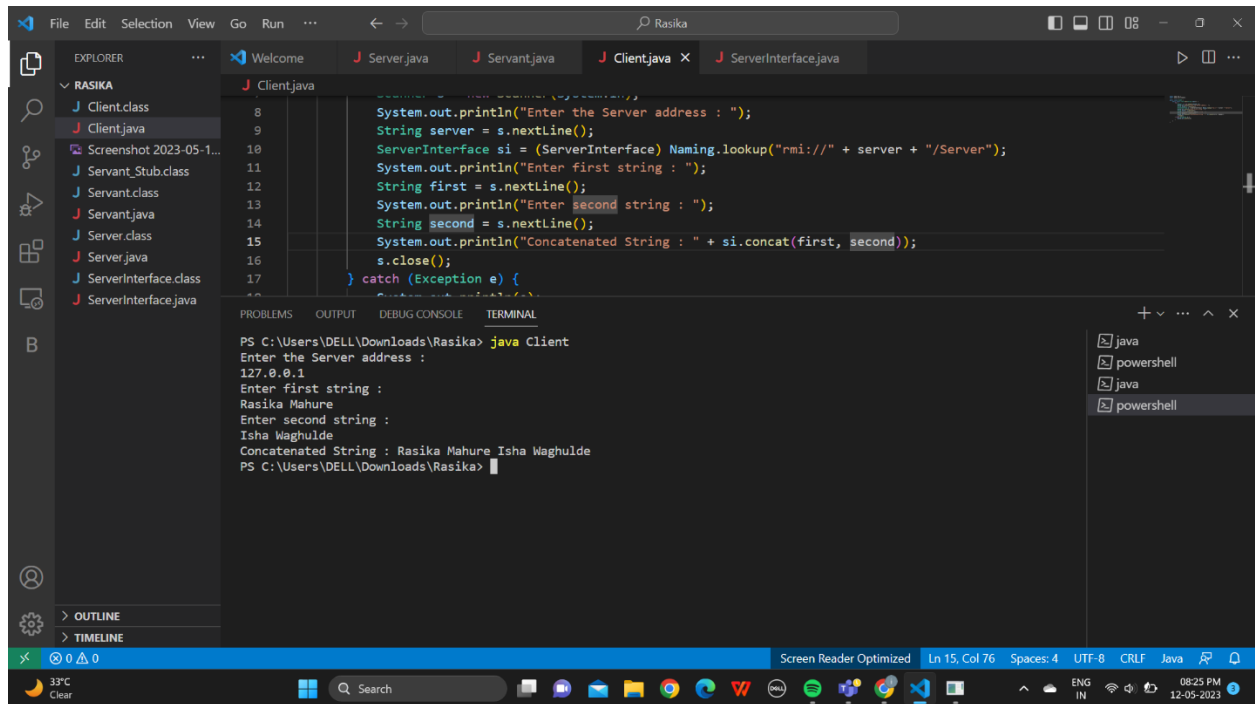 File Edit Selection View Go Run ··· Rasika
EXPLORER ···
Welcome Server.java Servant.java Client.java ServerInterface.java
RASIKA
Client.class
Client.java
Screenshot 2023-05-1...
Servant_Stub.class
Servant.class
Servant.java
Server.class
Server.java
ServerInterface.class
ServerInterface.java
Client.java
8 System.out.println("Enter the Server address : ");
9 String server = s.nextLine();
10 ServerInterface si = (ServerInterface) Naming.lookup("rmi://" + server + "/Server");
11 System.out.println("Enter first string : ");
12 String first = s.nextLine();
13 System.out.println("Enter second string : ");
14 String second = s.nextLine();
15 System.out.println("Concatenated String : " + si.concat(first, second));
16 s.close();
17 } catch (Exception e) {
PROBLEMS OUTPUT DEBUG CONSOLE TERMINAL
PS C:\Users\DELL\Downloads\Rasika> java Client
Enter the Server address :
127.0.0.1
Enter first string :
Rasika Mahure
Enter second string :
Isha Waghulde
Concatenated String : Rasika Mahure Isha Waghulde
PS C:\Users\DELL\Downloads\Rasika>
java
powershell
java
powershell
OUTLINE
TIMELINE
0 0 Screen Reader Optimized Ln 15, Col 76 Spaces: 4 UTF-8 CRLF Java
33°C
Clear
Search
ENG
IN
08:25 PM
12-05-2023
3